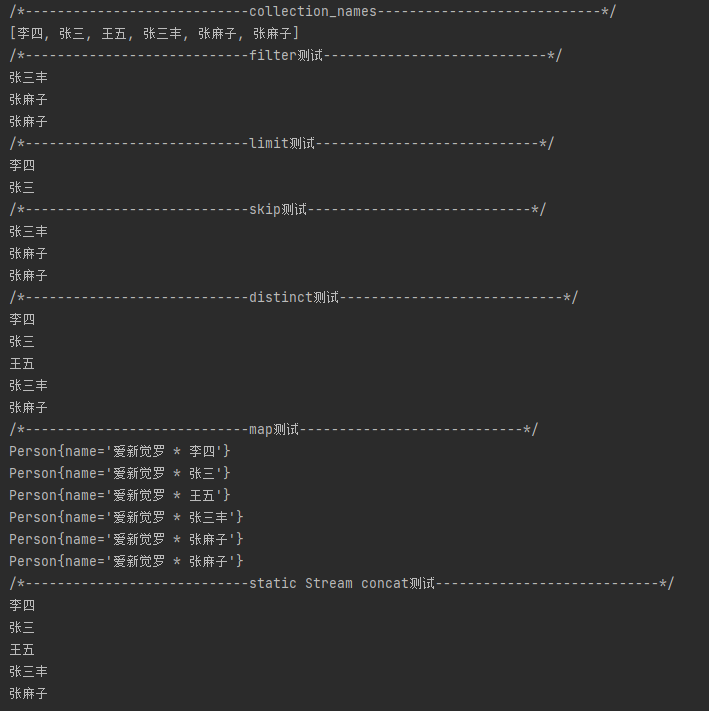 /*----------------------------collection_names----------------------------*/
[李四, 张三, 王五, 张三丰, 张麻子, 张麻子]
/*----------------------------filter测试----------------------------*/
张三丰
张麻子
张麻子
/*----------------------------limit测试----------------------------*/
李四
张三
/*----------------------------skip测试----------------------------*/
张三丰
张麻子
张麻子
/*----------------------------distinct测试----------------------------*/
李四
张三
王五
张三丰
张麻子
/*----------------------------map测试----------------------------*/
Person{name='爱新觉罗 * 李四'}
Person{name='爱新觉罗 * 张三'}
Person{name='爱新觉罗 * 王五'}
Person{name='爱新觉罗 * 张三丰'}
Person{name='爱新觉罗 * 张麻子'}
Person{name='爱新觉罗 * 张麻子'}
/*----------------------------static Stream concat测试----------------------------*/
李四
张三
王五
张三丰
张麻子